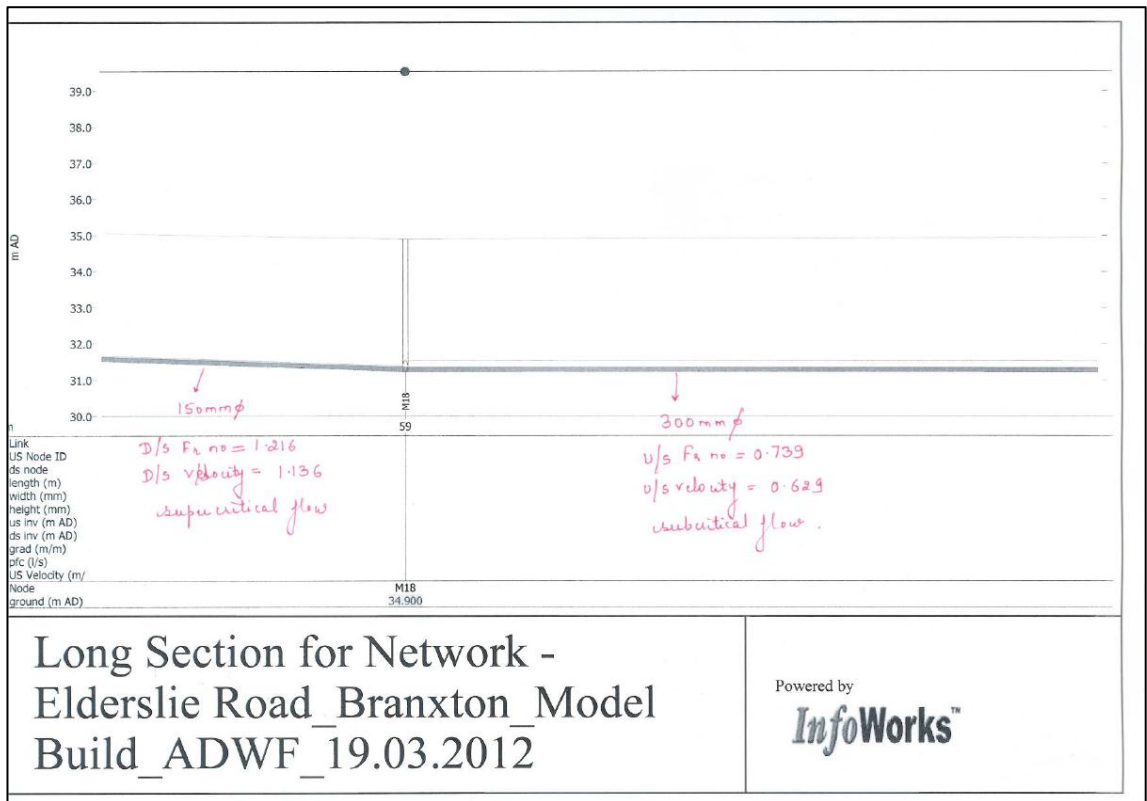 39.0
38.0
37.0
36.0
35.0
m AD
34.0
33.0
32.0
31.0
30.0
M18
59
150mmϕ
D/s Fr no = 1.216
D/s velocity = 1.136
supercritical flow
300mmϕ
U/s Fr no = 0.739
U/s velocity = 0.629
subcritical flow.
Link
US Node ID
ds node
length (m)
width (mm)
height (mm)
us inv (m AD)
ds inv (m AD)
grad (m/m)
pfc (l/s)
US Velocity (m/
Node M18
ground (m AD) 34.900
Long Section for Network -
Elderslie Road_Branxton_Model
Build_ADWF_19.03.2012
Powered by
InfoWorks™